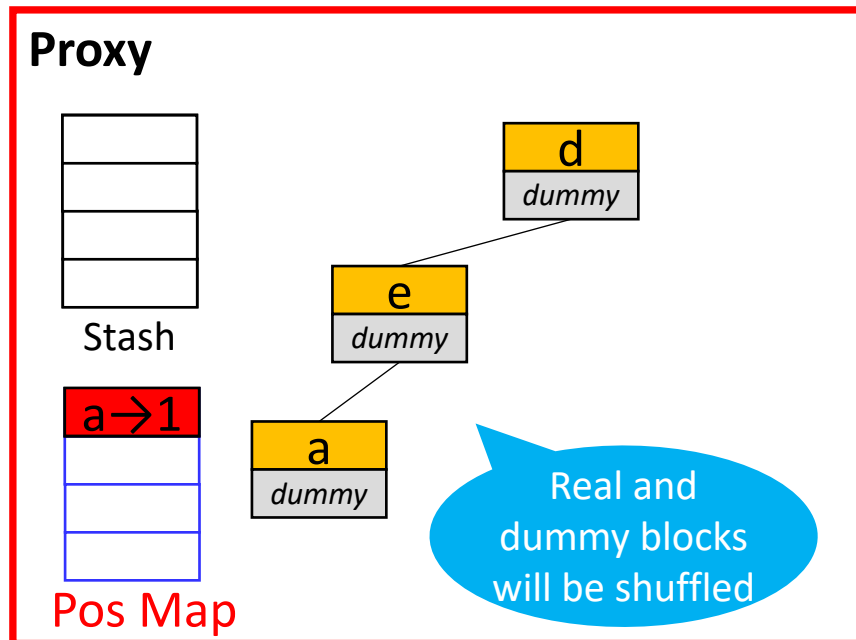 Proxy
Stash
a→1
Pos Map
d
dummy
e
dummy
a
dummy
Real and
dummy blocks
will be shuffled